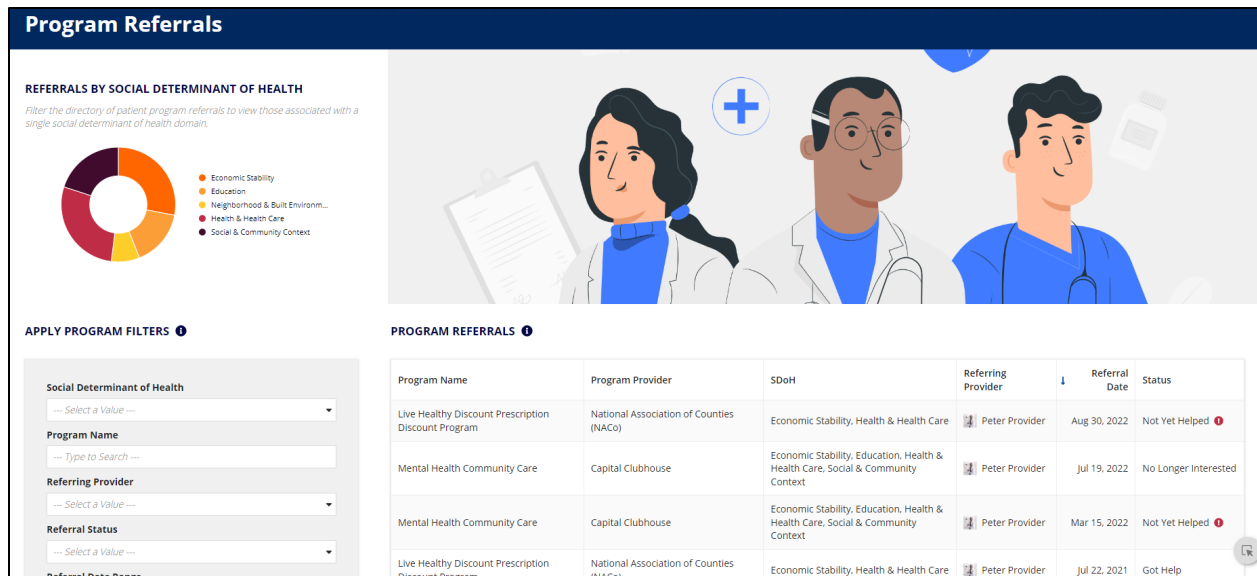 Program Referrals
REFERRALS BY SOCIAL DETERMINANT OF HEALTH
Filter the directory of patient program referrals to view those associated with a
single social determinant of health domain.
Economic Stability
Education
Neighborhood & Built Environm...
Health & Health Care
Social & Community Context
APPLY PROGRAM FILTERS
Social Determinant of Health
--- Select a Value ---
Program Name
--- Type to Search ---
Referring Provider
--- Select a Value ---
Referral Status
--- Select a Value ---
Referral Date Range
PROGRAM REFERRALS
Program Name
Program Provider
SDoH
Referring
Provider
Referral
Date
Status
Live Healthy Discount Prescription
Discount Program
National Association of Counties
(NACo)
Economic Stability, Health & Health Care
Peter Provider
Aug 30, 2022
Not Yet Helped
Mental Health Community Care
Capital Clubhouse
Economic Stability, Education, Health &
Health Care, Social & Community
Context
Peter Provider
Jul 19, 2022
No Longer Interested
Mental Health Community Care
Capital Clubhouse
Economic Stability, Education, Health &
Health Care, Social & Community
Context
Peter Provider
Mar 15, 2022
Not Yet Helped
Live Healthy Discount Prescription
Discount Program
National Association of Counties
(NACo)
Economic Stability, Health & Health Care
Peter Provider
Jul 22, 2021
Got Help